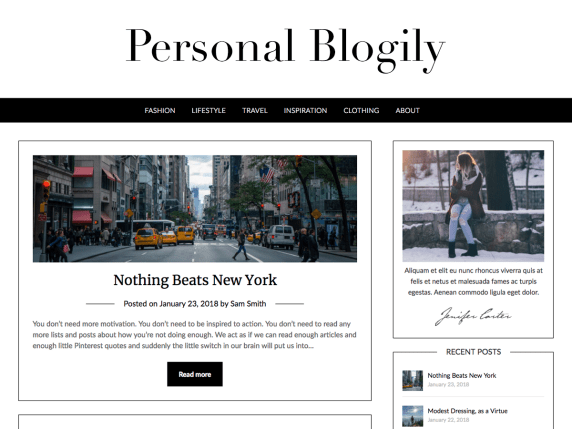 Personal Blogily
FASHION LIFESTYLE TRAVEL INSPIRATION CLOTHING ABOUT
Nothing Beats New York
Posted on January 23, 2018 by Sam Smith
You don't need more motivation. You don't need to be inspired to action. You don't need to read any
more lists and posts about how you're not doing enough. We act as if we can read enough articles and
enough little Pinterest quotes and suddenly the little switch in our brain will put us into...
Read more
Aliquam et elit eu nunc rhoncus viverra quis at
felis et netus et malesuada fames ac turpis
egestas. Aenean commodo ligula eget dolor.
Jenifer Carter
RECENT POSTS
Nothing Beats New York
January 23, 2018
Modest Dressing, as a Virtue
January 23, 2018